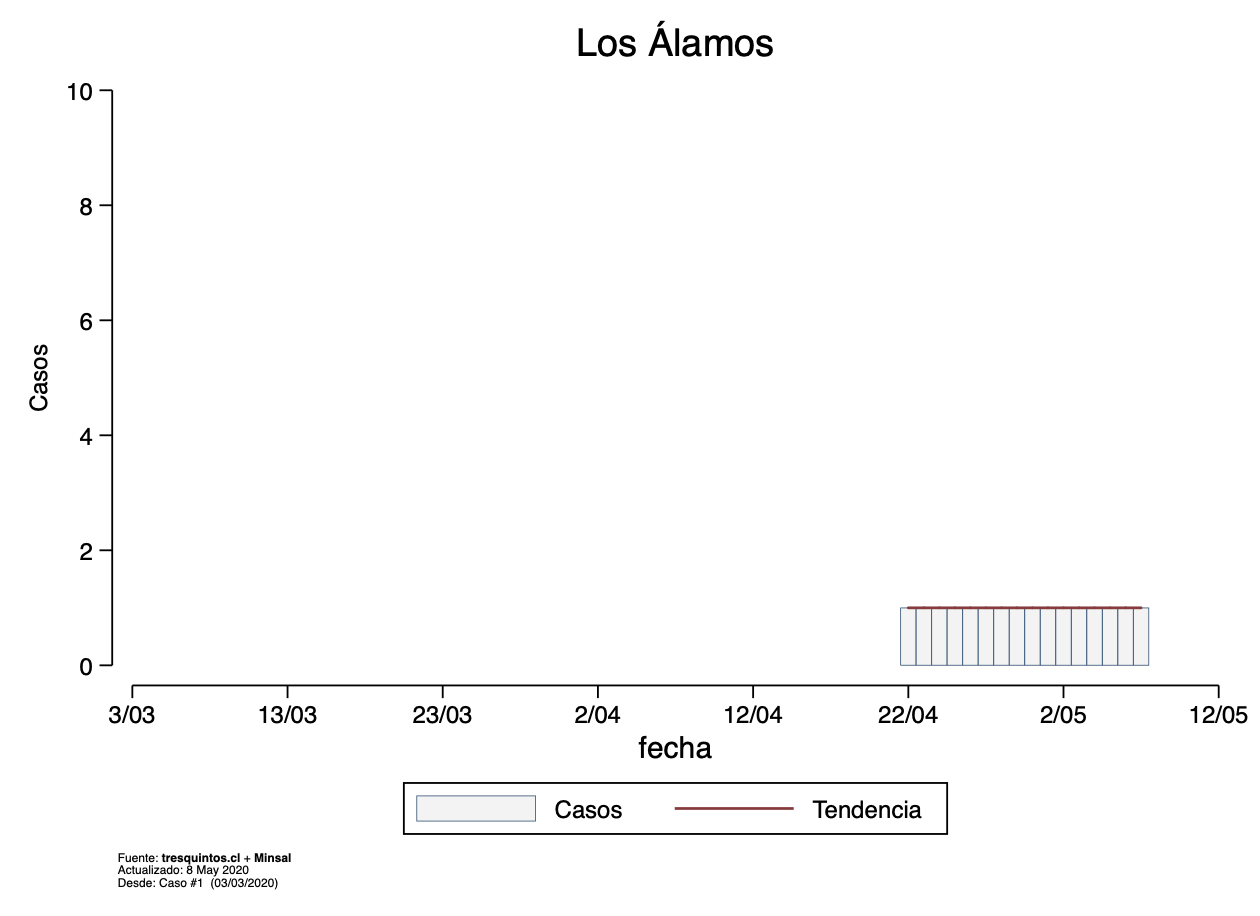 Los Álamos
10
8
6
4
2
0
Casos
3/03 13/03 23/03 2/04 12/04 22/04 2/05 12/05
fecha
Casos Tendencia
Fuente: tresquintos.cl + Minsal
Actualizado: 8 May 2020
Desde: Caso #1 (03/03/2020)